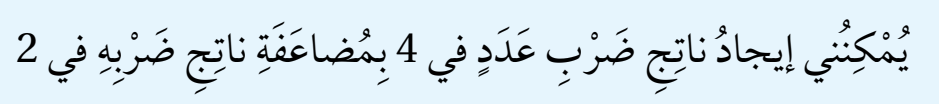 يُمْكِنُني إيجادُ ناتِجِ ضَرْبِ عَدَدٍ في 4 بِمُضاعَفَةِ ناتِجِ ضَرْبِهِ في 2